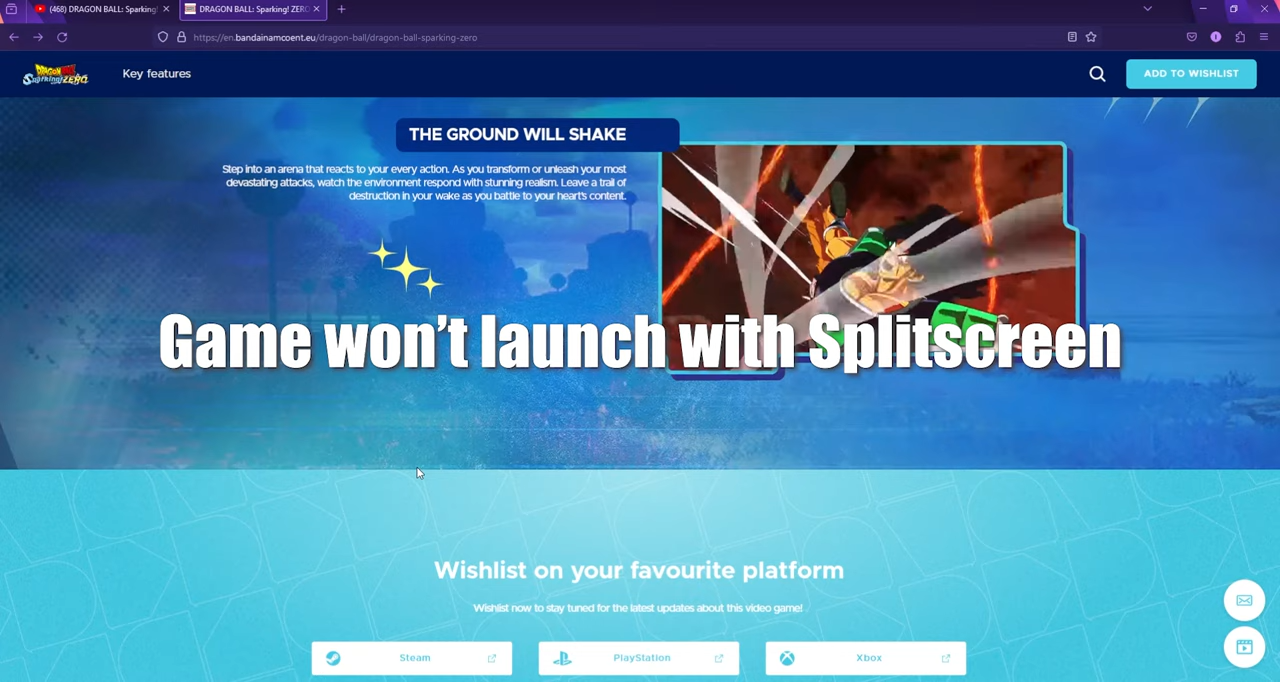 (468) DRAGON BALL: Sparking!
DRAGON BALL: Sparking! ZERO
https://en.bandainamcoent.eu/dragon-ball/dragon-ball-sparking-zero
DRAGON BALL
Sparking! ZERO
Key features
ADD TO WISHLIST
THE GROUND WILL SHAKE
Step into an arena that reacts to your every action. As you transform or unleash your most
devastating attacks, watch the environment respond with stunning realism. Leave a trail of
destruction in your wake as you battle to your heart's content.
Game won't launch with Splitscreen
Wishlist on your favourite platform
Wishlist now to stay tuned for the latest updates about this video game!
Steam
PlayStation
Xbox